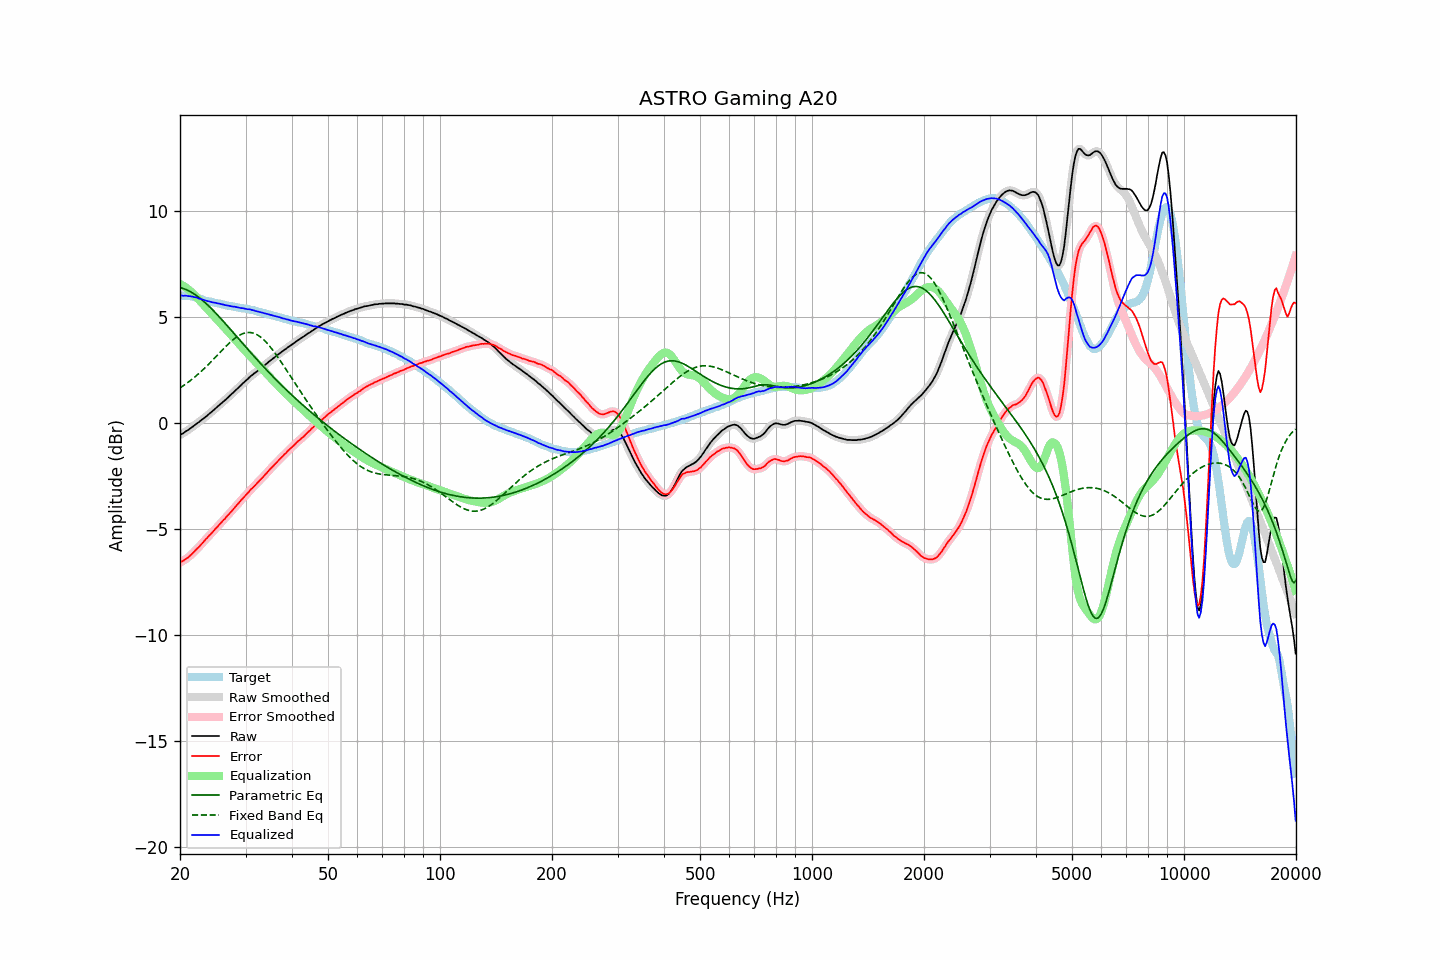 ASTRO Gaming A20
Amplitude (dBr)
10
5
0
−5
−10
−15
−20
Target
Raw Smoothed
Error Smoothed
Raw
Error
Equalization
Parametric Eq
Fixed Band Eq
Equalized
20 50 100 200 500 1000 2000 5000 10000 20000
Frequency (Hz)